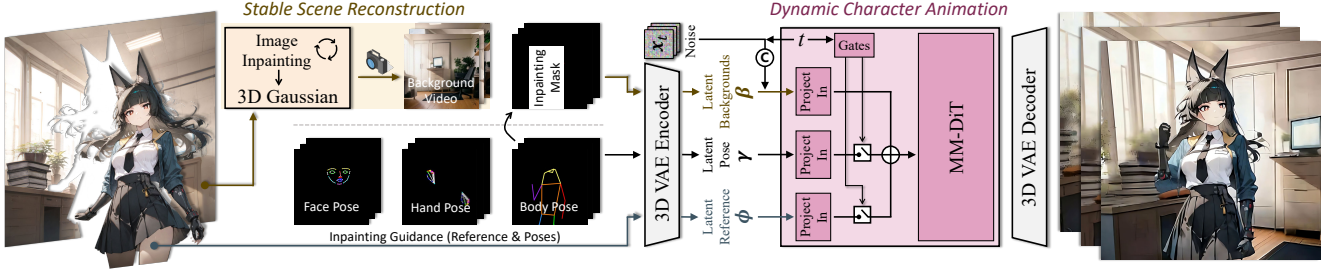 Stable Scene Reconstruction
Dynamic Character Animation
Image
Inpainting
3D Gaussian
Background
Video
Inpainting
Mask
Face Pose
Hand Pose
Body Pose
Inpainting Guidance (Reference & Poses)
3D VAE Encoder
x_t
Noise
C
t
Gates
Latent
Backgrounds
β
Latent
Pose
γ
Latent
Reference
ϕ
Project
In
Project
In
Project
In
MM-DiT
3D VAE Decoder